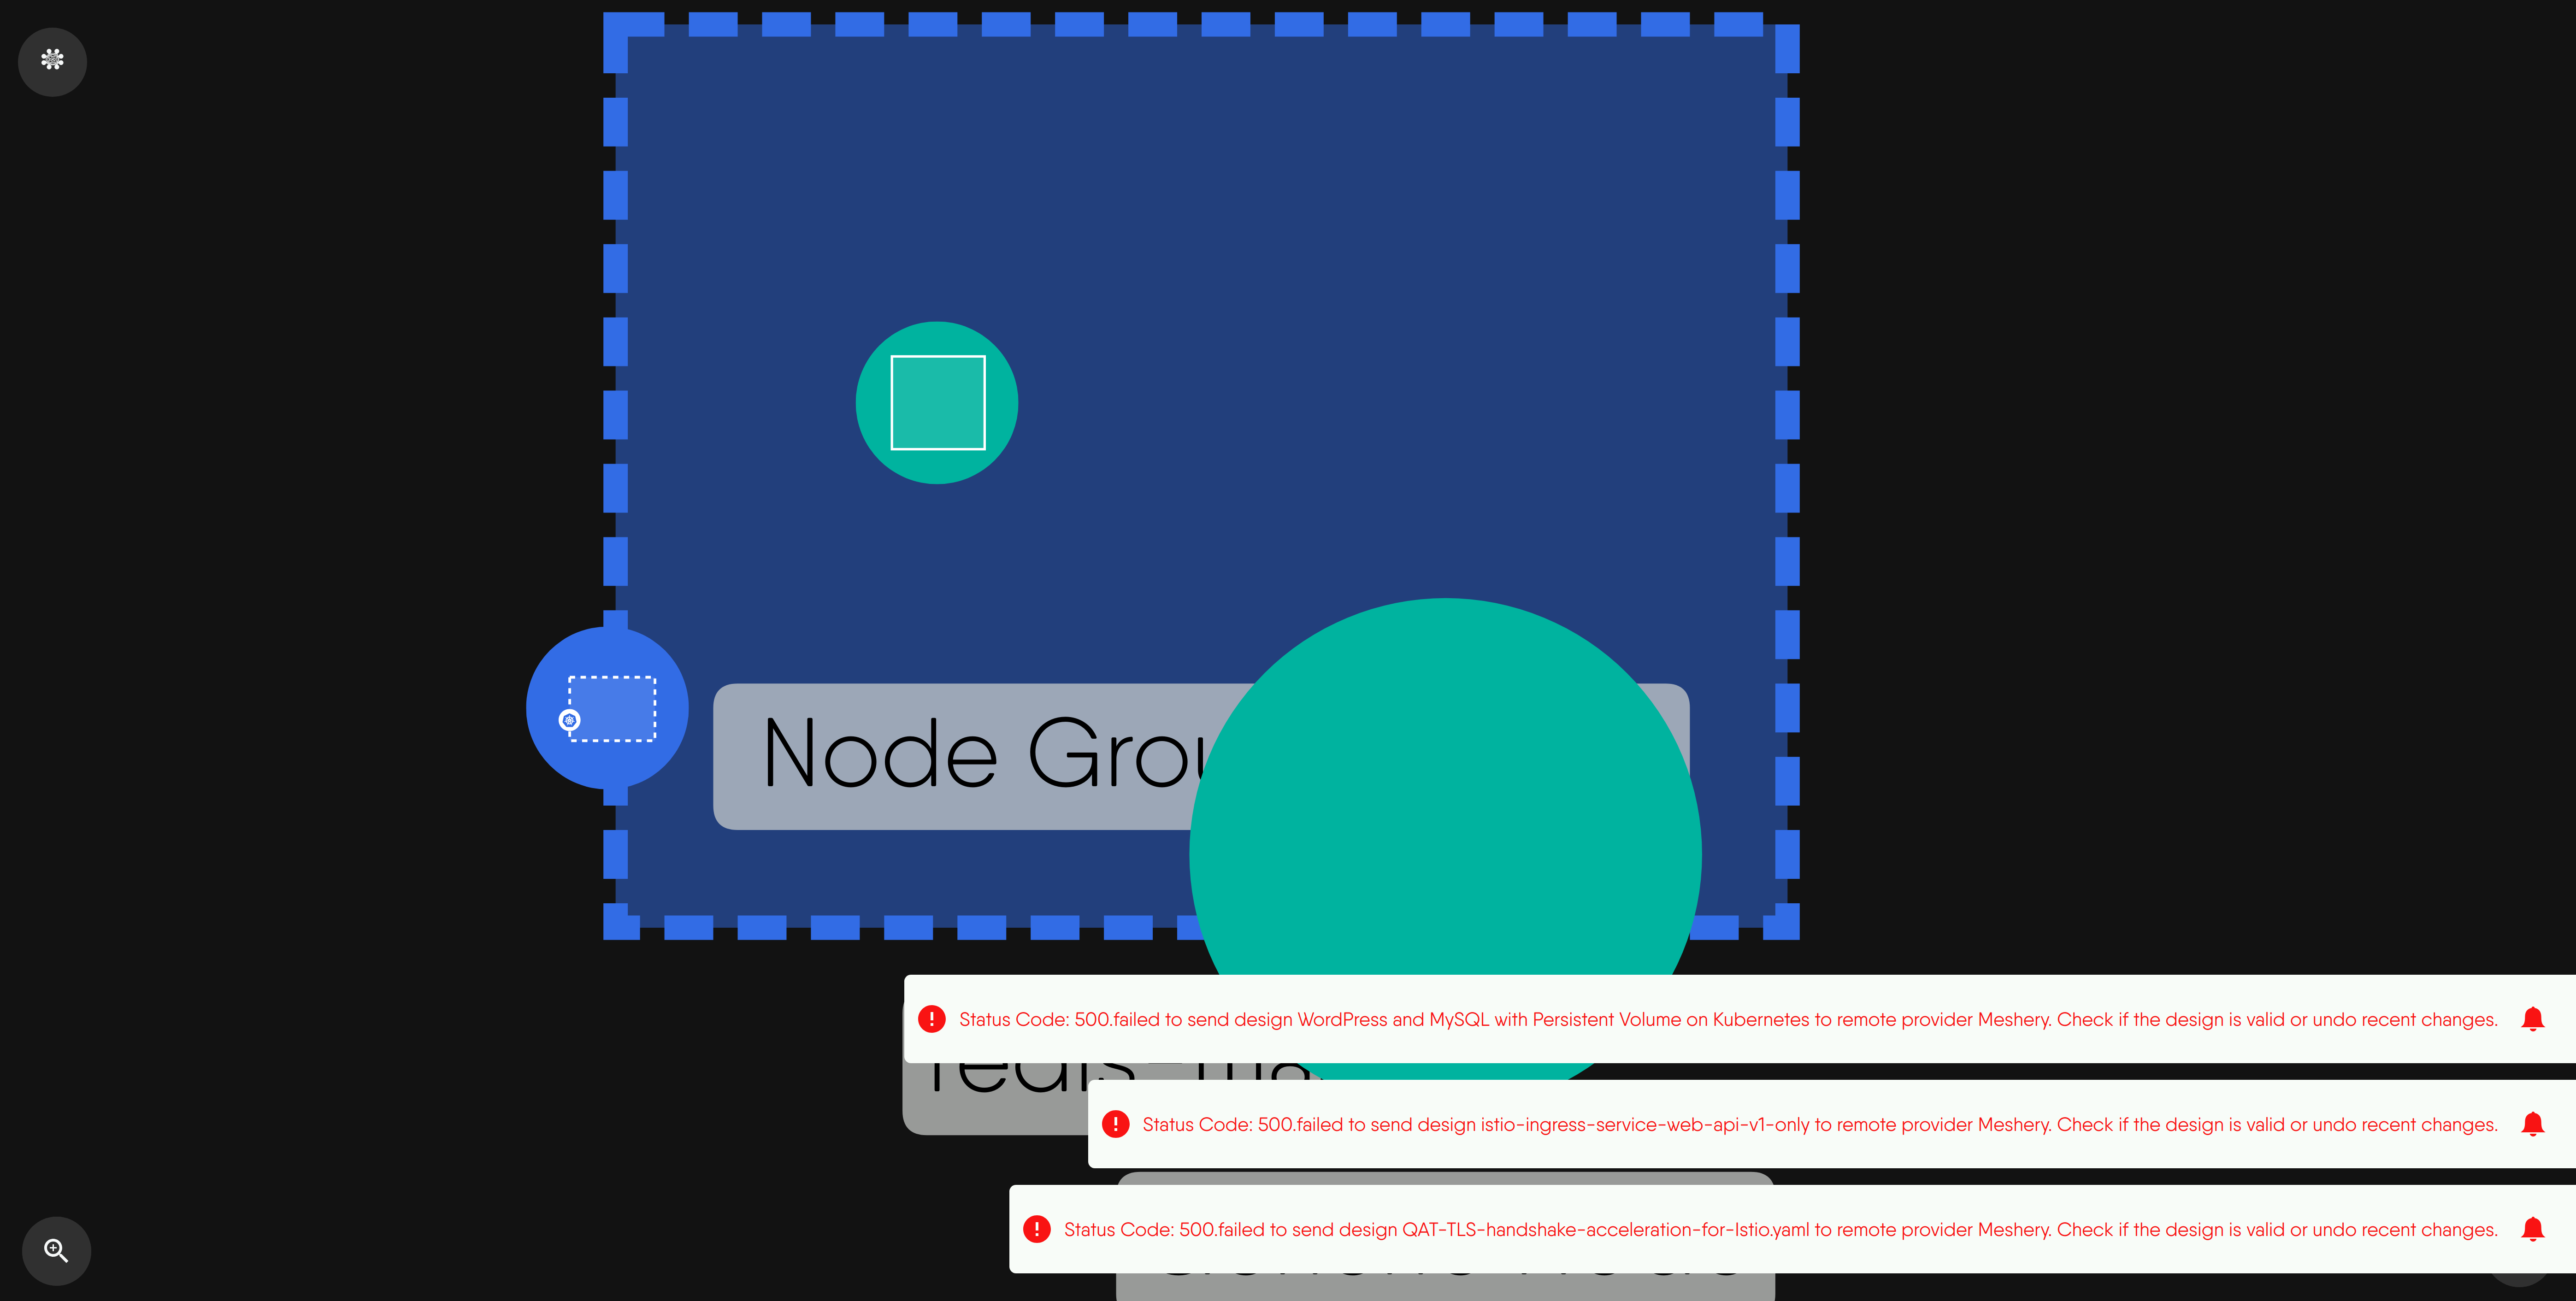 Node
Status Code: 500.failed to send design WordPress and MySQL with Persistent Volume on Kubernetes to remote provider Meshery. Check if the design is valid or undo recent changes.
Status Code: 500.failed to send design istio-ingress-service-web-api-v1-only to remote provider Meshery. Check if the design is valid or undo recent changes.
Status Code: 500.failed to send design QAT-TLS-handshake-acceleration-for-Istio.yaml to remote provider Meshery. Check if the design is valid or undo recent changes.